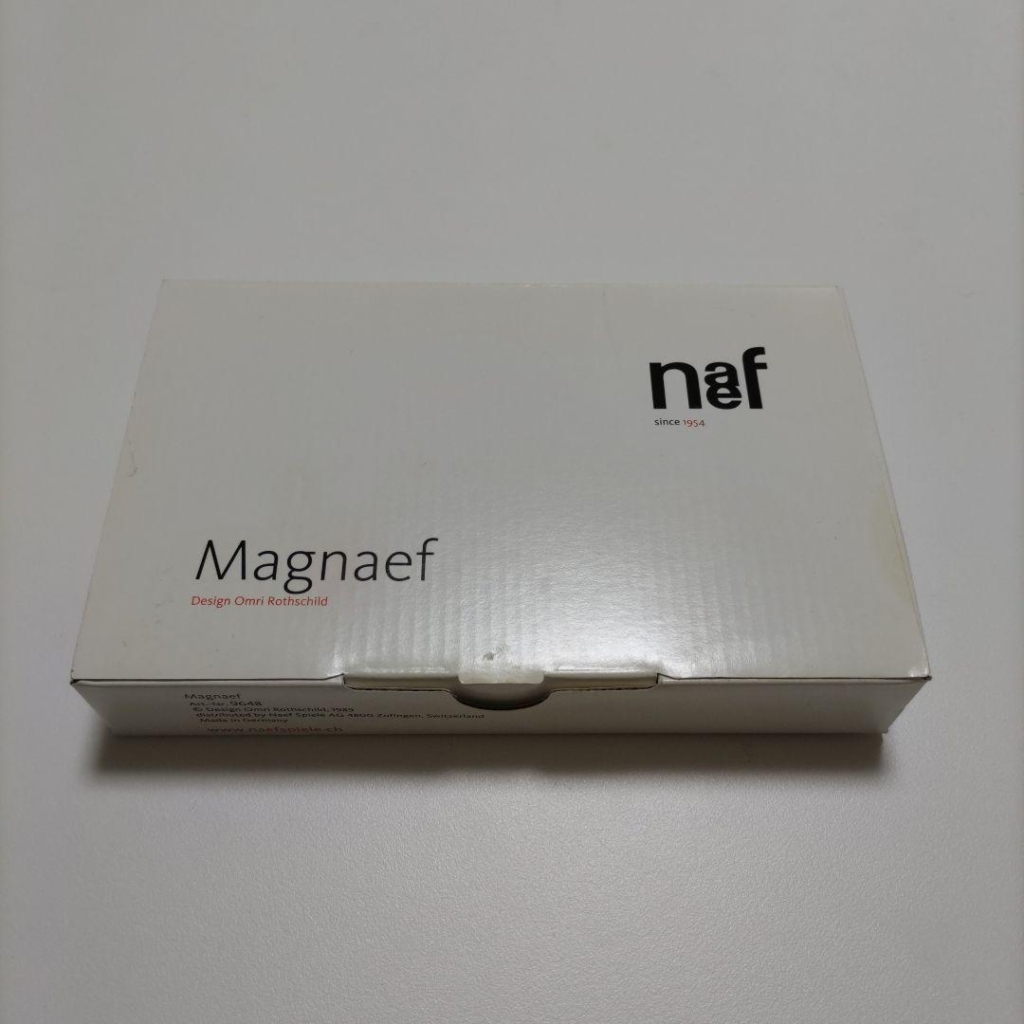 naef
since 1954
Magnaef
Design Omri Rothschild
Magnaef
Art.-Nr. 9648
© Design Omri Rothschild, 1989
distributed by Naef Spiele AG 4800 Zofingen, Switzerland
Made in Germany
www.naefspiele.ch